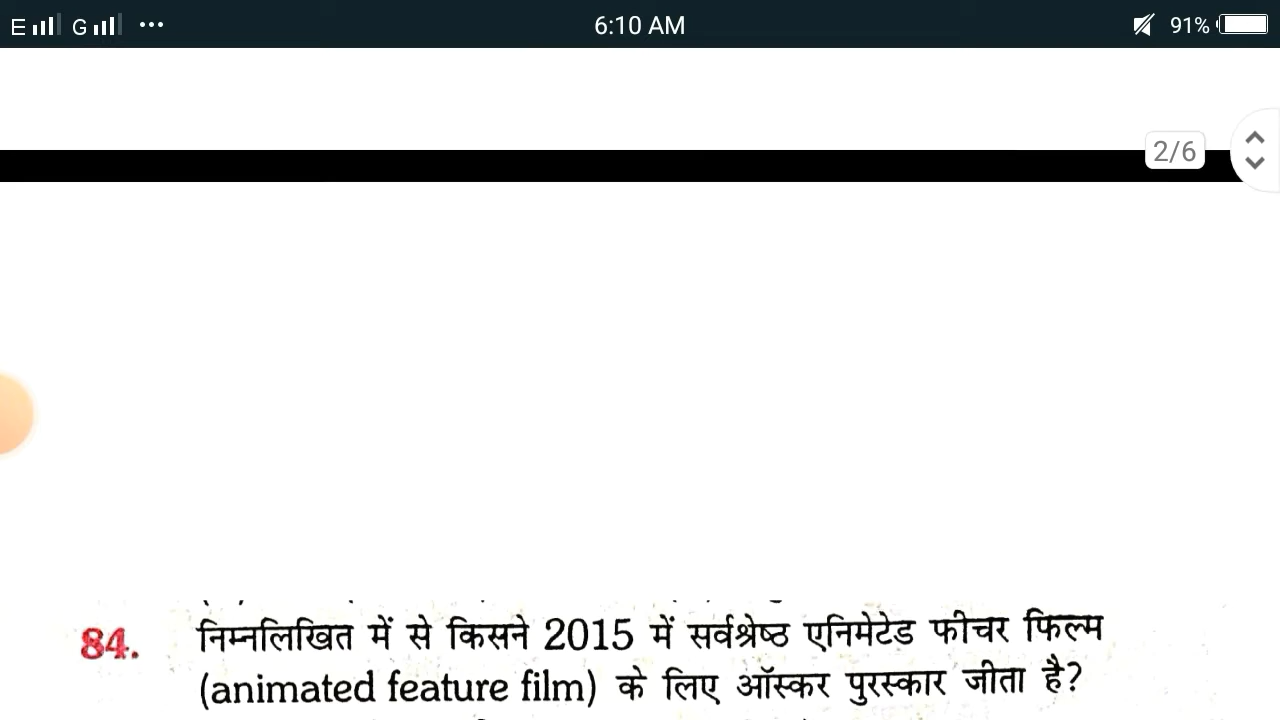 E G ••• 6:10 AM 91%
2/6
84. निम्नलिखित में से किसने 2015 में सर्वश्रेष्ठ एनिमेटेड फीचर फिल्म
(animated feature film) के लिए ऑस्कर पुरस्कार जीता है?